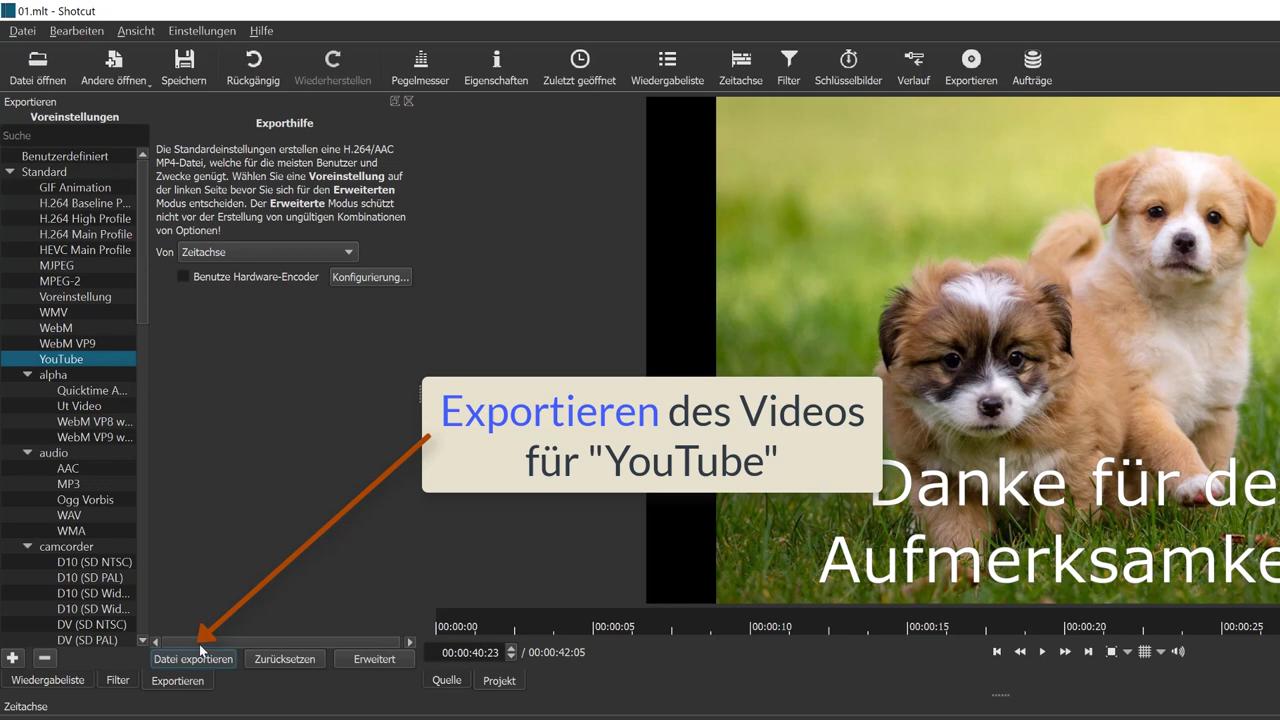 01.mlt - Shotcut
Datei Bearbeiten Ansicht Einstellungen Hilfe
Datei öffnen Andere öffnen Speichern Rückgängig Wiederherstellen Pegelmesser Eigenschaften Zuletzt geöffnet Wiedergabeliste Zeitachse Filter Schlüsselbilder Verlauf Exportieren Aufträge
Exportieren
Voreinstellungen
Suche
Benutzerdefiniert
Standard
GIF Animation
H.264 Baseline P...
H.264 High Profile
H.264 Main Profile
HEVC Main Profile
MJPEG
MPEG-2
Voreinstellung
WMV
WebM
WebM VP9
YouTube
alpha
Quicktime A...
Ut Video
WebM VP8 w...
WebM VP9 w...
audio
AAC
MP3
Ogg Vorbis
WAV
WMA
camcorder
D10 (SD NTSC)
D10 (SD PAL)
D10 (SD Wid...
D10 (SD Wid...
DV (SD NTSC)
DV (SD PAL)
Exporthilfe
Die Standardeinstellungen erstellen eine H.264/AAC
MP4-Datei, welche für die meisten Benutzer und
Zwecke genügt. Wählen Sie eine Voreinstellung auf
der linken Seite bevor Sie sich für den Erweiterten
Modus entscheiden. Der Erweiterte Modus schützt
nicht vor der Erstellung von ungültigen Kombinationen
von Optionen!
Von Zeitachse
Benutze Hardware-Encoder Konfigurierung...
Exportieren des Videos
für "YouTube"
Danke für de
Aufmerksamke
Datei exportieren Zurücksetzen Erweitert
Wiedergabeliste Filter Exportieren
00:00:00 00:00:05 00:00:10 00:00:15 00:00:20 00:00:25
00:00:40:23 / 00:00:42:05
Quelle Projekt
Zeitachse